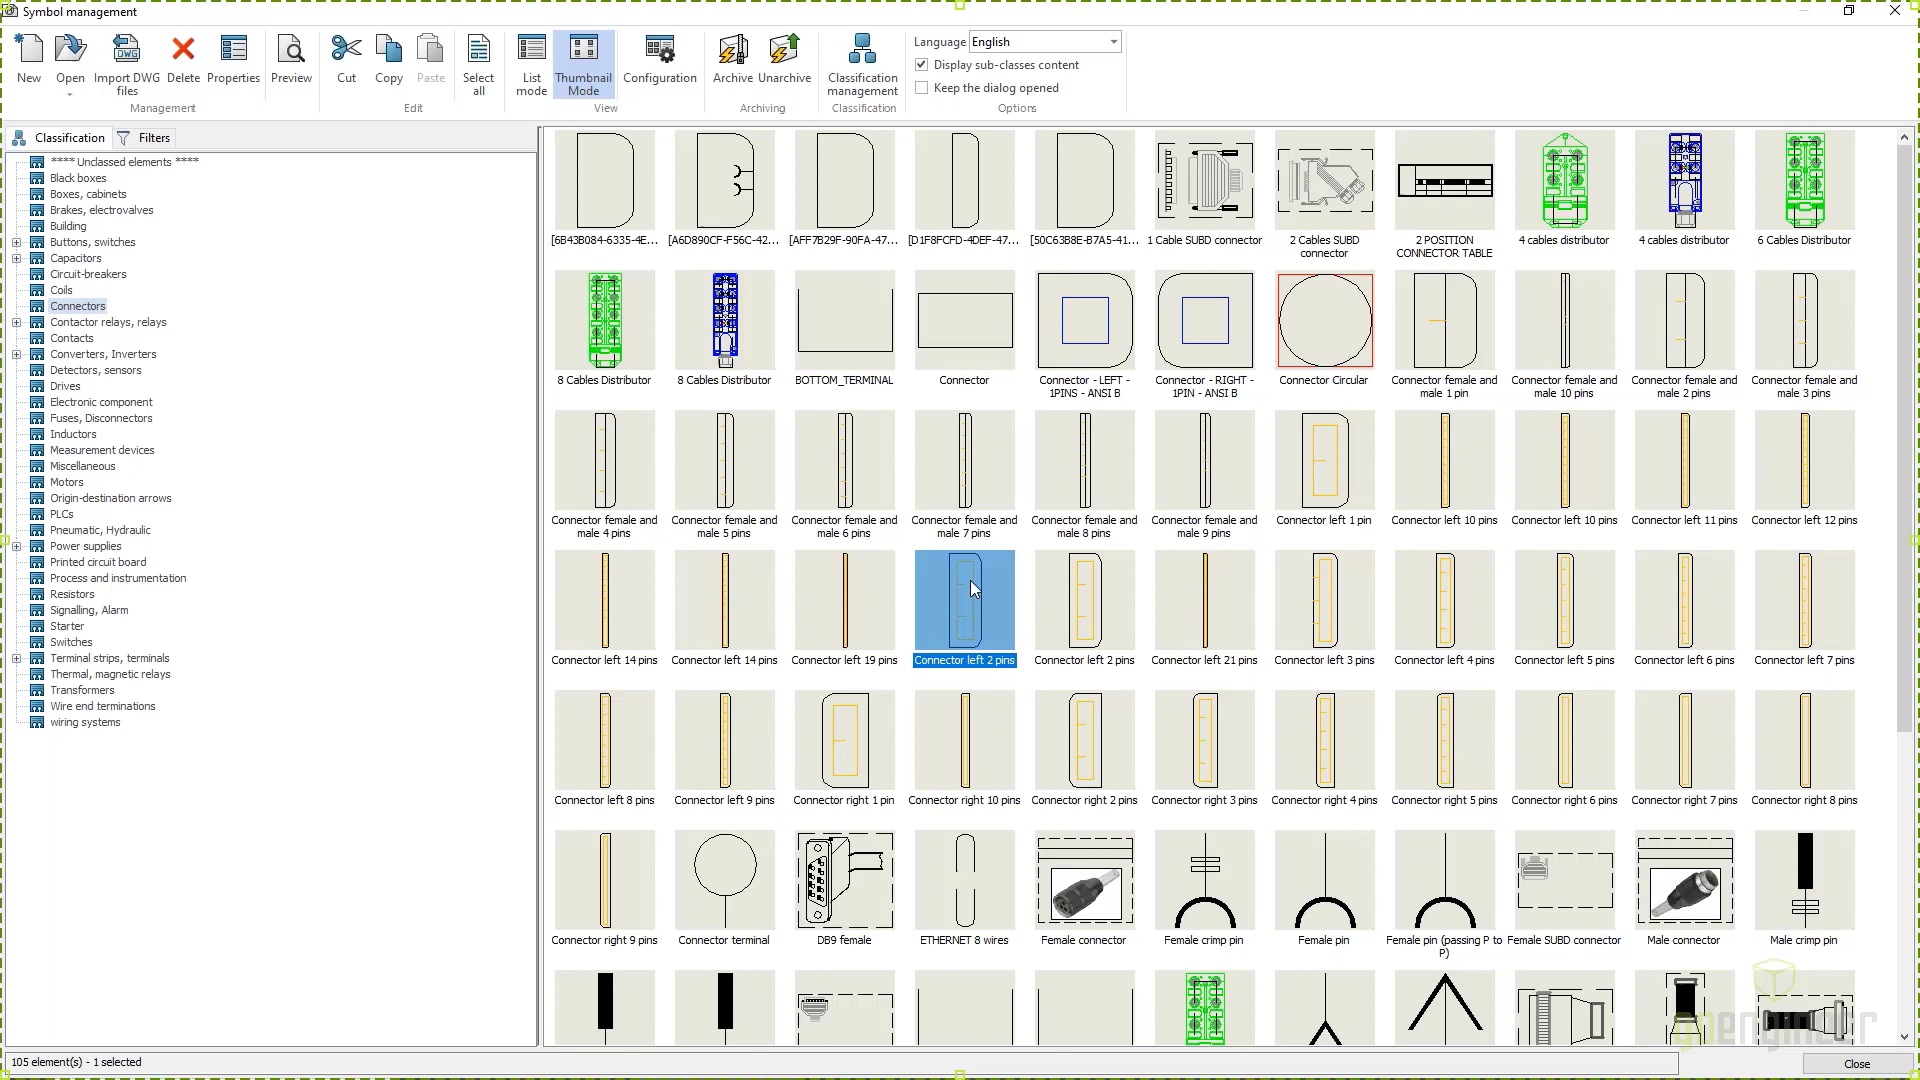 Symbol management
New
Open
Import DWG
files
Delete
Properties
Management
Preview
Cut
Copy
Paste
Select
all
Edit
List
mode
Thumbnail
Mode
Configuration
View
Archive
Unarchive
Archiving
Classification
management
Classification
Language
English
Display sub-classes content
Keep the dialog opened
Options
Classification
Filters
**** Unclassed elements ****
Black boxes
Boxes, cabinets
Brakes, electrovalves
Building
Buttons, switches
Capacitors
Circuit-breakers
Coils
Connectors
Contactor relays, relays
Contacts
Converters, Inverters
Detectors, sensors
Drives
Electronic component
Fuses, Disconnectors
Inductors
Measurement devices
Miscellaneous
Motors
Origin-destination arrows
PLCs
Pneumatic, Hydraulic
Power supplies
Printed circuit board
Process and instrumentation
Resistors
Signalling, Alarm
Starter
Switches
Terminal strips, terminals
Thermal, magnetic relays
Transformers
Wire end terminations
wiring systems
[6B43B084-6335-4E...
[A6D890CF-F56C-42...
[AFF7B29F-90FA-47...
[D1F8FCFD-4DEF-47...
[50C63B8E-B7A5-41...
1 Cable SUBD connector
2 Cables SUBD
connector
2 POSITION
CONNECTOR TABLE
4 cables distributor
4 cables distributor
6 Cables Distributor
8 Cables Distributor
8 Cables Distributor
BOTTOM_TERMINAL
Connector
Connector - LEFT -
1PINS - ANSI B
Connector - RIGHT -
1PIN - ANSI B
Connector Circular
Connector female and
male 1 pin
Connector female and
male 10 pins
Connector female and
male 2 pins
Connector female and
male 3 pins
Connector female and
male 4 pins
Connector female and
male 5 pins
Connector female and
male 6 pins
Connector female and
male 7 pins
Connector female and
male 8 pins
Connector female and
male 9 pins
Connector left 1 pin
Connector left 10 pins
Connector left 10 pins
Connector left 11 pins
Connector left 12 pins
Connector left 14 pins
Connector left 14 pins
Connector left 19 pins
Connector left 2 pins
Connector left 2 pins
Connector left 21 pins
Connector left 3 pins
Connector left 4 pins
Connector left 5 pins
Connector left 6 pins
Connector left 7 pins
Connector left 8 pins
Connector left 9 pins
Connector right 1 pin
Connector right 10 pins
Connector right 2 pins
Connector right 3 pins
Connector right 4 pins
Connector right 5 pins
Connector right 6 pins
Connector right 7 pins
Connector right 8 pins
Connector right 9 pins
Connector terminal
DB9 female
ETHERNET 8 wires
Female connector
Female crimp pin
Female pin
Female pin (passing P to
P)
Female SUBD connector
Male connector
Male crimp pin
goengineer
105 element(s) - 1 selected
Close